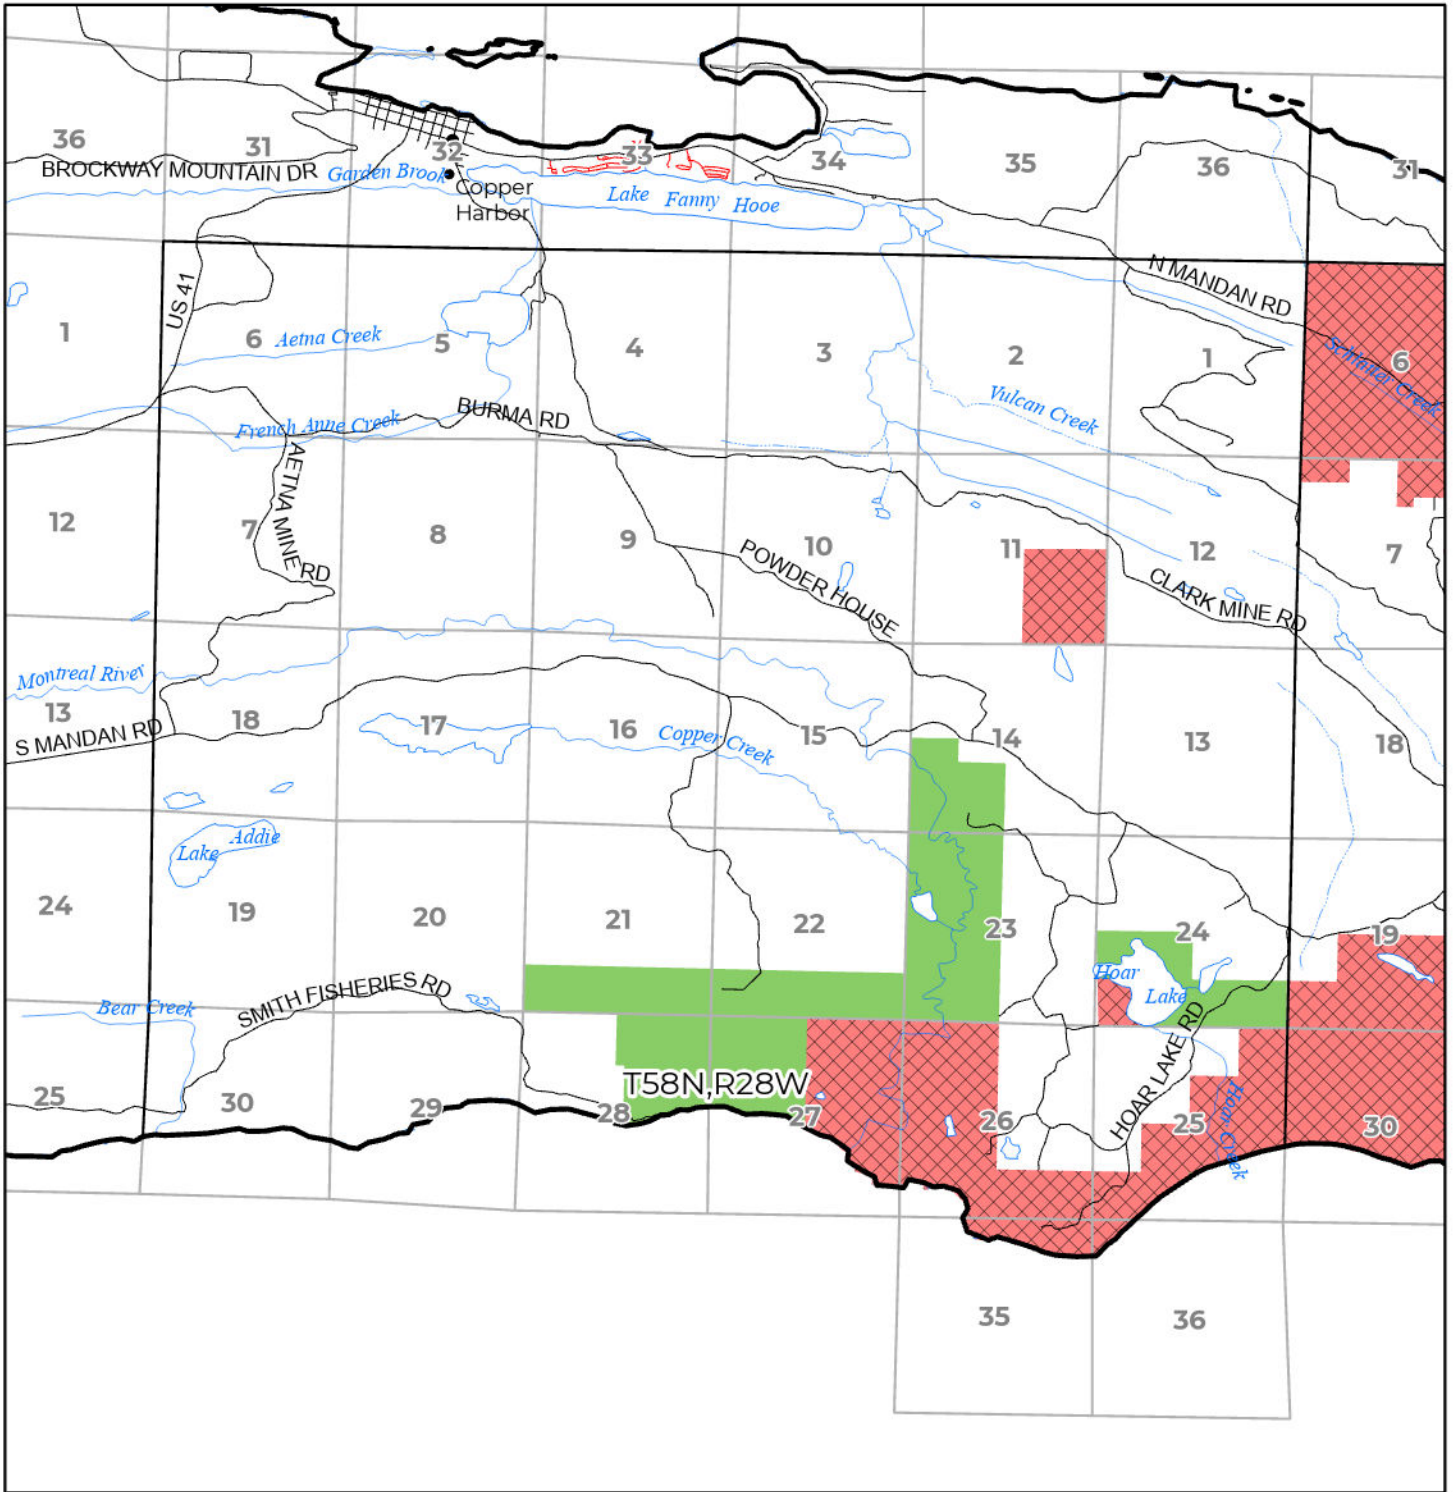 36
31
32
33
34
35
36
31
BROCKWAY MOUNTAIN DR
Garden Brook
Copper
Harbor
Lake Fanny Hooe
N MANDAN RD
US 41
1
6
Aetna Creek
5
4
3
2
1
6
Schlatter Creek
Vulcan Creek
French Anne Creek
BURMA RD
AETNA MINE RD
12
7
8
9
10
11
12
7
POWDER HOUSE
CLARK MINE RD
Montreal River
13
S MANDAN RD
18
17
16
Copper Creek
15
14
13
18
Lake Addie
24
19
20
21
22
23
24
19
Hoar
Lake
Bear Creek
SMITH FISHERIES RD
HOAR LAKE RD
Hoar Creek
T58N,R28W
25
30
29
28
27
26
25
30
35
36